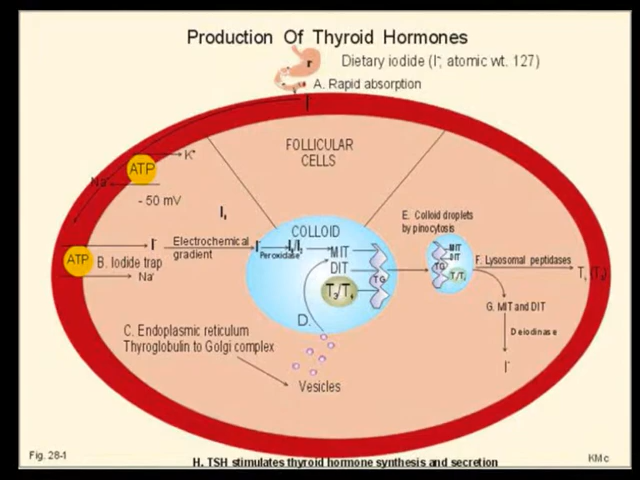 Production Of Thyroid Hormones
Dietary iodide (I⁻; atomic wt. 127)
A. Rapid absorption
FOLLICULAR
CELLS
ATP
K⁺
Na⁺
- 50 mV
E. Colloid droplets
by pinocytosis
COLLOID
I⁻
Electrochemical
gradient
I⁻
Peroxidase
MIT
DIT
TG
T₃/T₄
MIT
DIT
TG
T₃/T₄
F. Lysosomal peptidases
ATP
B. Iodide trap
Na⁺
G. MIT and DIT
Deiodinase
I⁻
D.
C. Endoplasmic reticulum
Thyroglobulin to Golgi complex
Vesicles
Fig. 28-1
H. TSH stimulates thyroid hormone synthesis and secretion
KMc